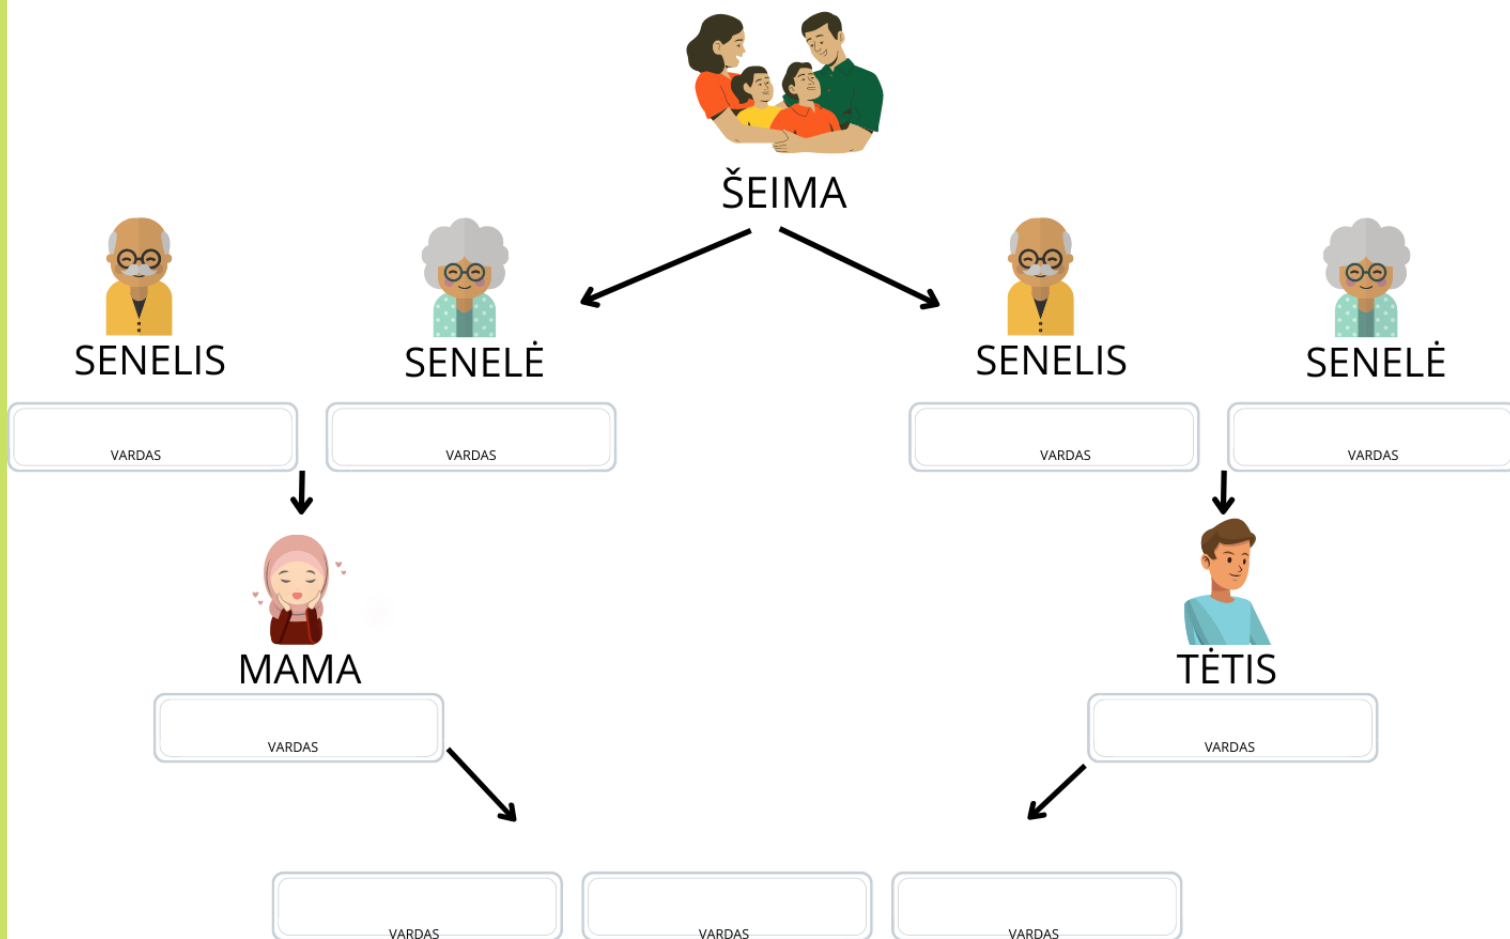 ŠEIMA
SENELIS
SENELĖ
SENELIS
SENELĖ
VARDAS
VARDAS
VARDAS
VARDAS
MAMA
TĖTIS
VARDAS
VARDAS
VARDAS
VARDAS
VARDAS